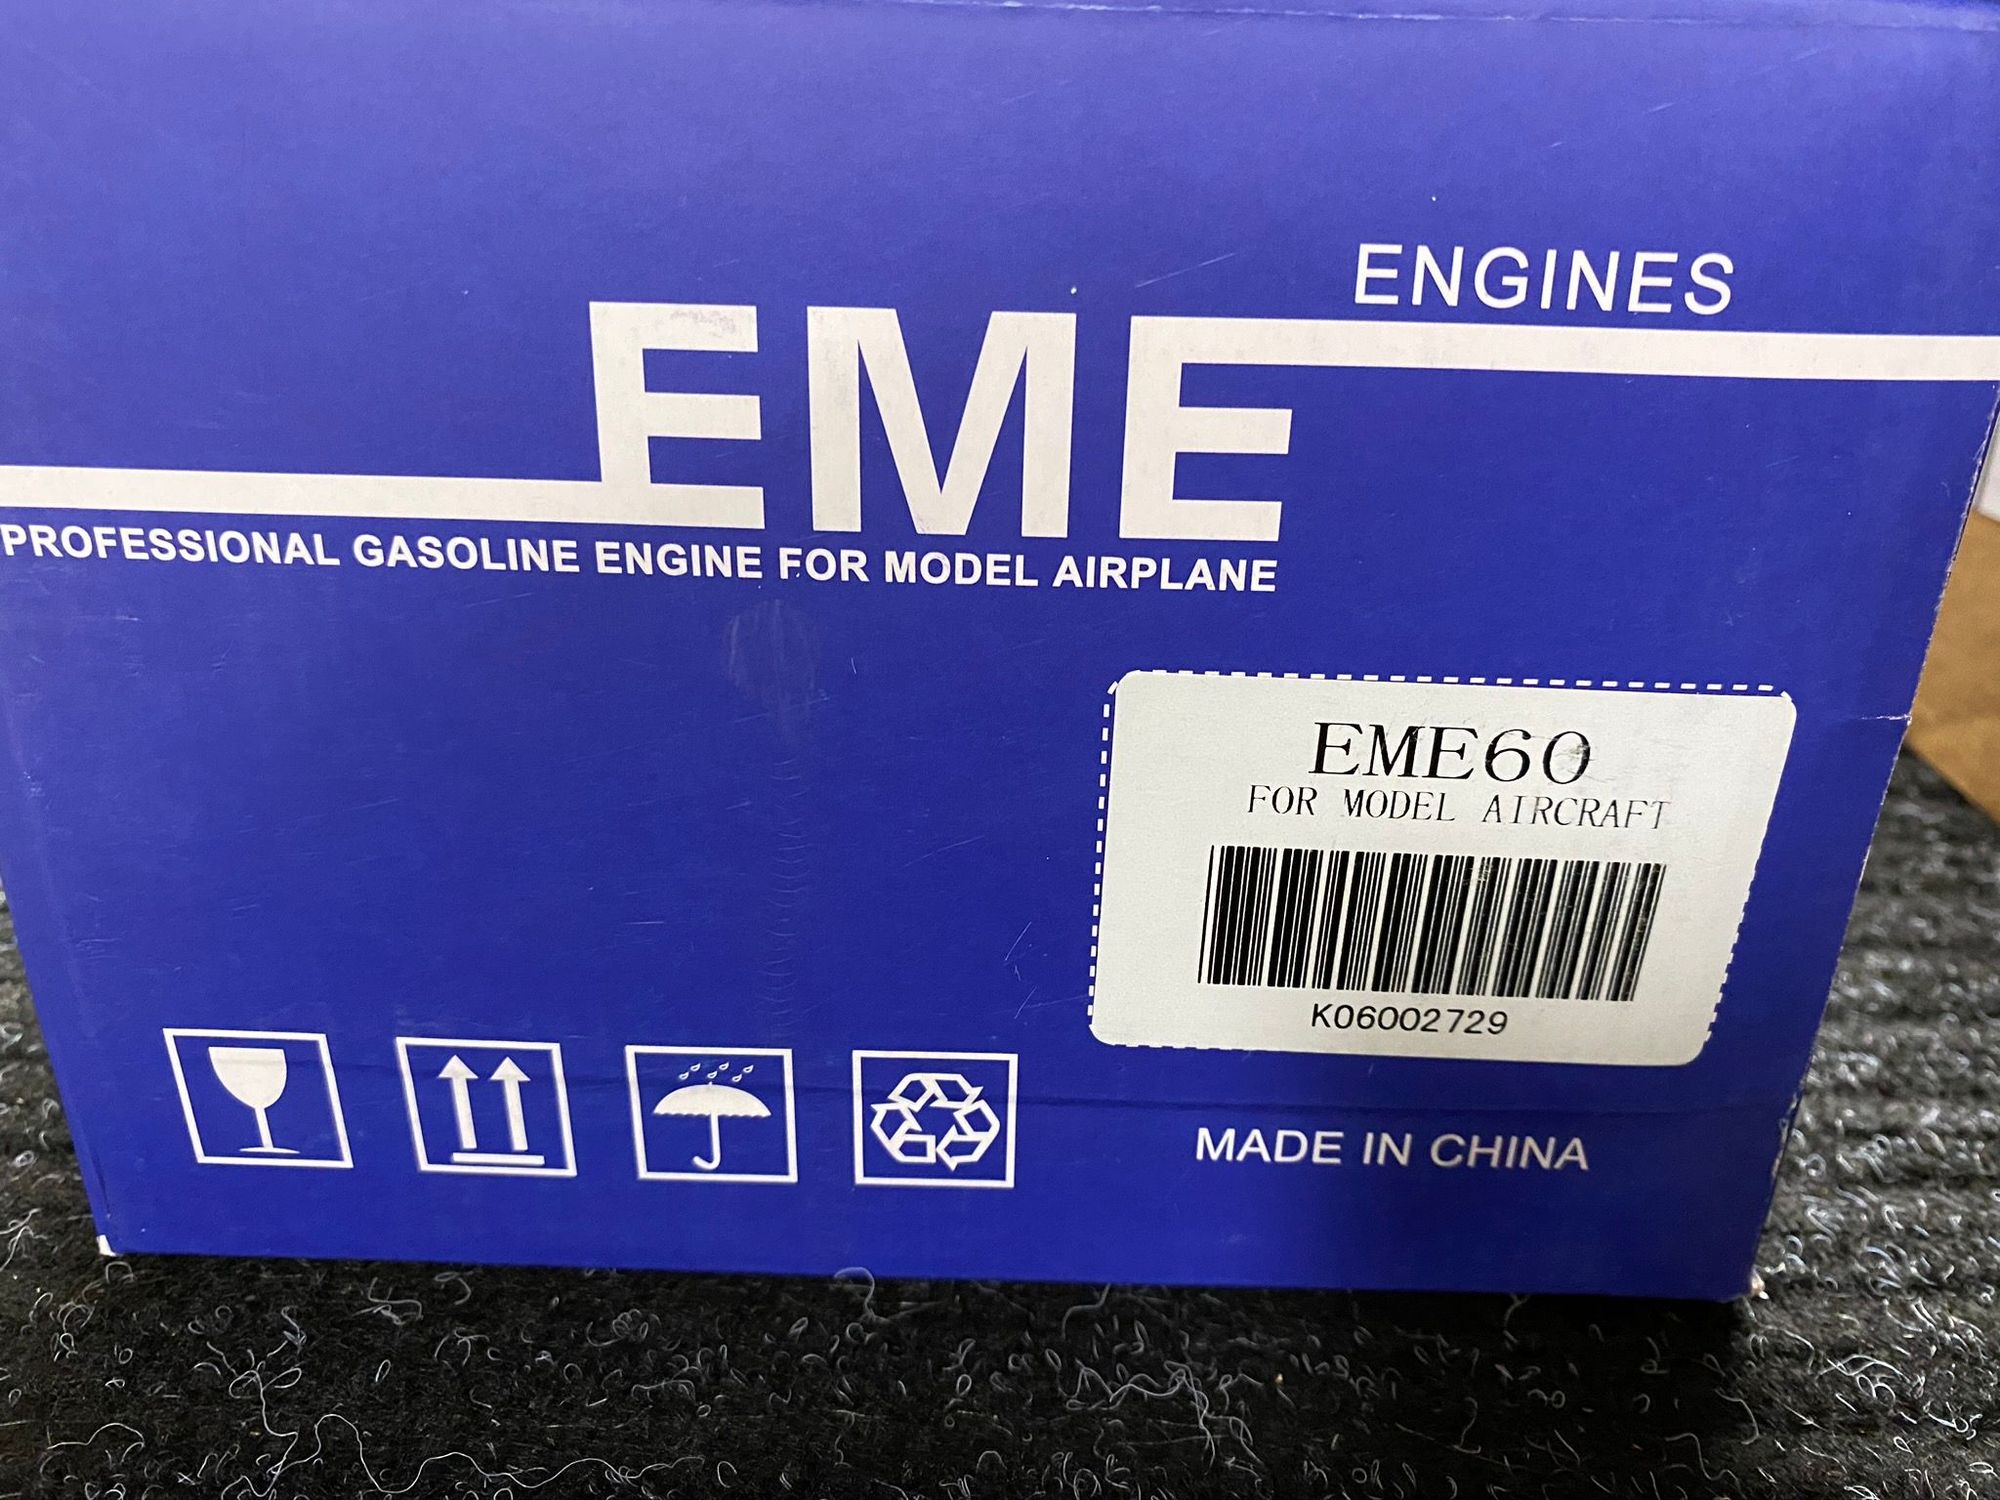 ENGINES
EME
PROFESSIONAL GASOLINE ENGINE FOR MODEL AIRPLANE
EME60
FOR MODEL AIRCRAFT
K06002729
MADE IN CHINA